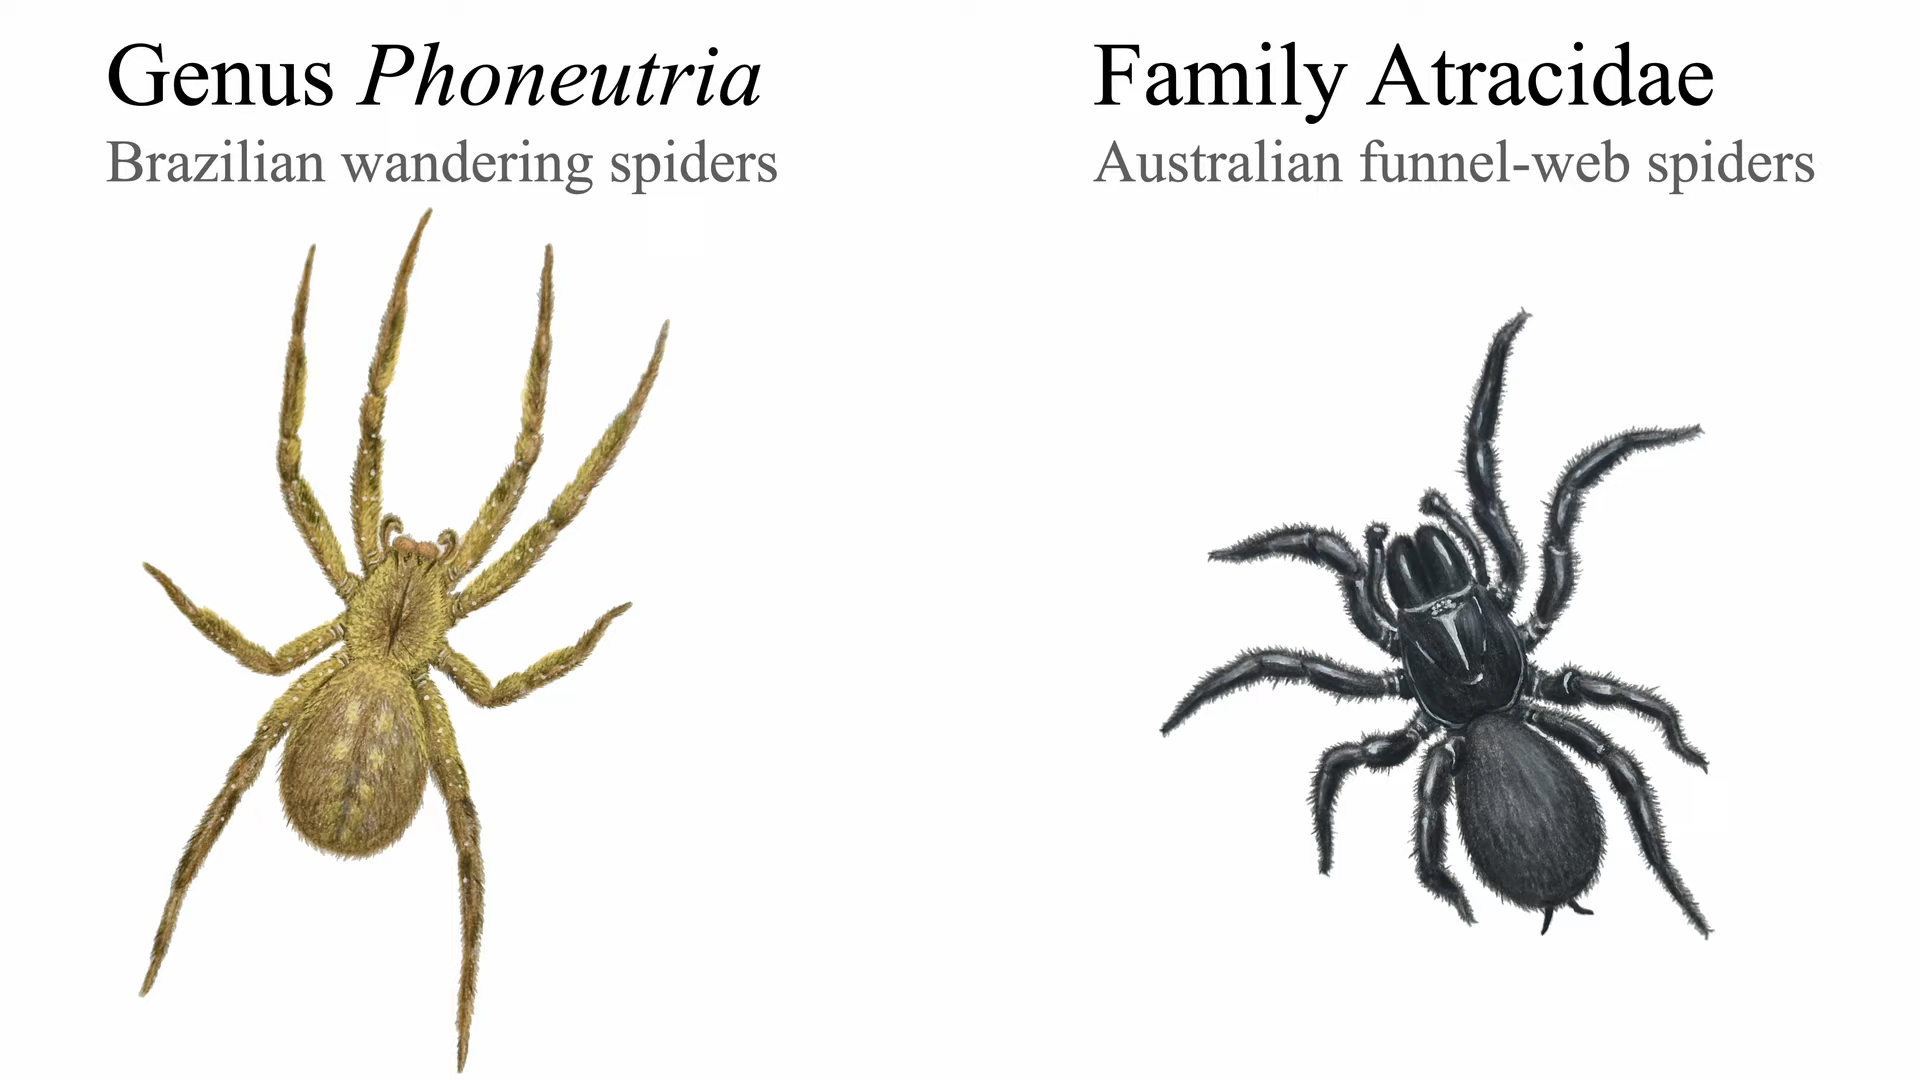 Genus Phoneutria
Brazilian wandering spiders
Family Atracidae
Australian funnel-web spiders